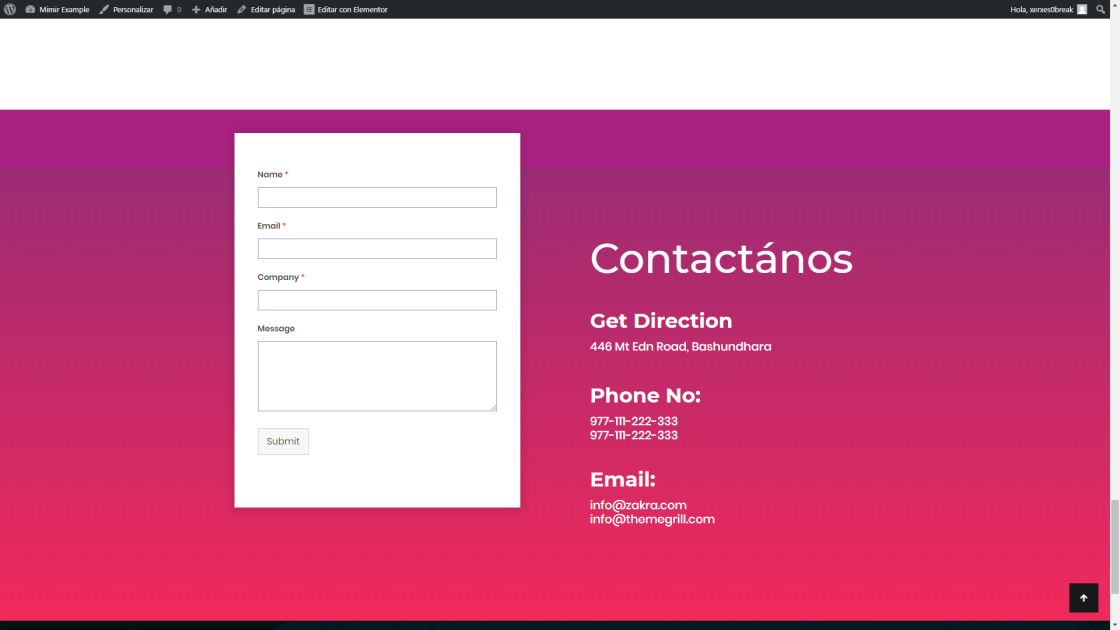 Mimir Example Personalizar 0 Añadir Editar página Editar con Elementor Hola, xerxes0break
Name *
Email *
Company *
Message
Submit
Contactános
Get Direction
446 Mt Edn Road, Bashundhara
Phone No:
977-111-222-333
977-111-222-333
Email:
info@zakra.com
info@themegrill.com